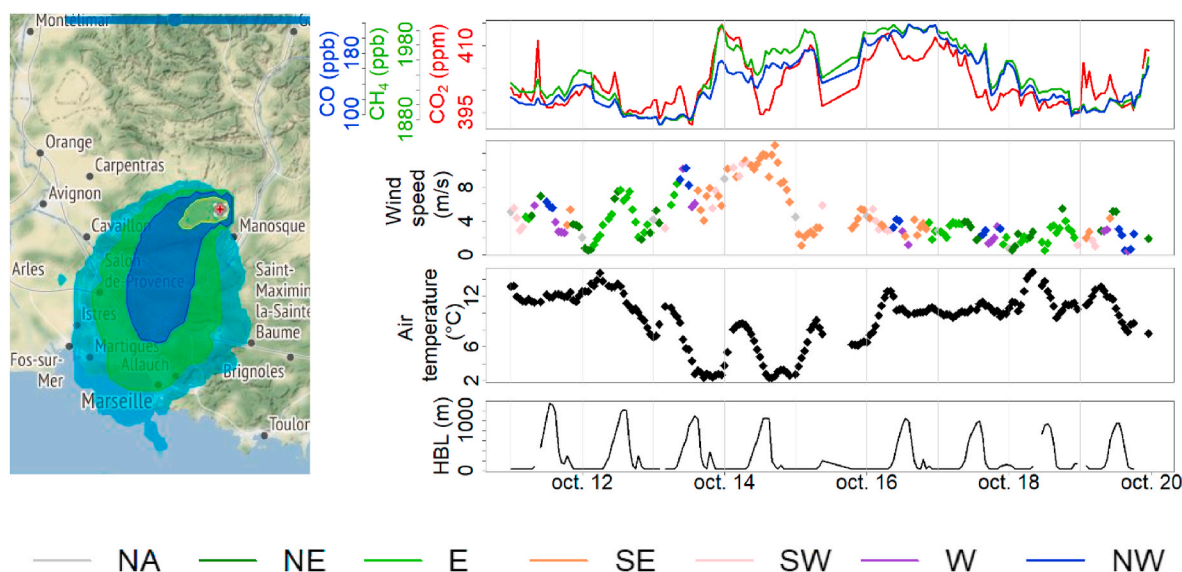 Montélimar
Orange
Carpentras
Avignon
Cavaillon
Manosque
Arles
Salon-
de-Provence
Saint-
Maximin
la-Sainte
Baume
Istres
Fos-sur-
Mer
Martigues
Allauch
Brignoles
Marseille
Toulon
CO (ppb)
100 180
CH4 (ppb)
1880 1980
CO2 (ppm)
395 410
Wind
speed
(m/s)
0 4 8
Air
temperature
(°C)
2 6 12
HBL (m)
0 1000
oct. 12 oct. 14 oct. 16 oct. 18 oct. 20
NA NE E SE SW W NW